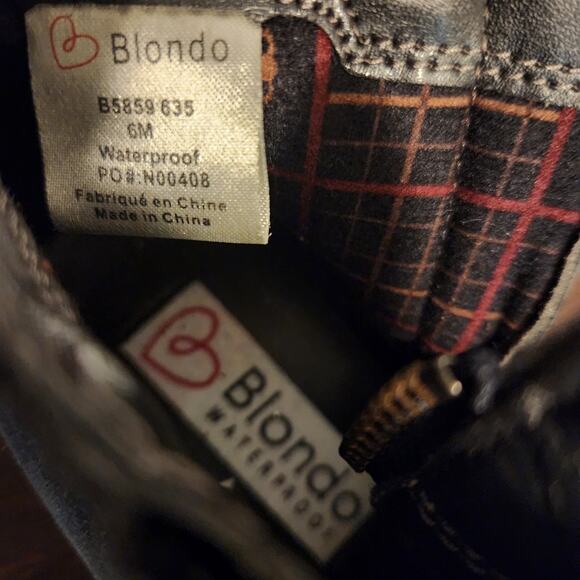 Blondo
B5859 635
6M
Waterproof
PO#:N00408
Fabriqué en Chine
Made in China
Blondo
WATERPROOF